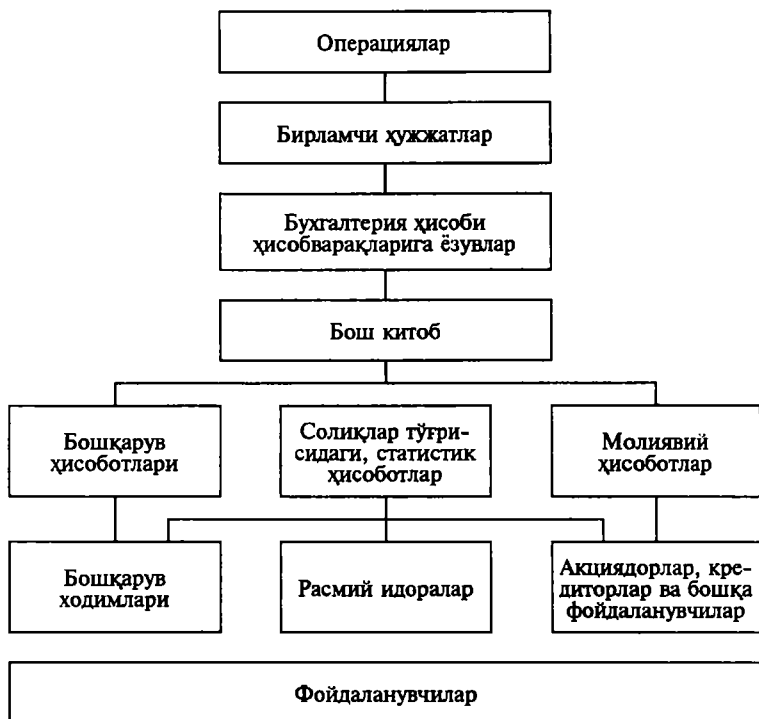 Операциялар
Бирламчи ҳужжатлар
Бухгалтерия ҳисоби
ҳисобварақларига ёзувлар
Бош китоб
Бошқарув
ҳисоботлари
Солиқлар тўғри-
сидаги, статистик
ҳисоботлар
Молиявий
ҳисоботлар
Бошқарув
ходимлари
Расмий идоралар
Акциядорлар, кре-
диторлар ва бошқа
фойдаланувчилар
Фойдаланувчилар